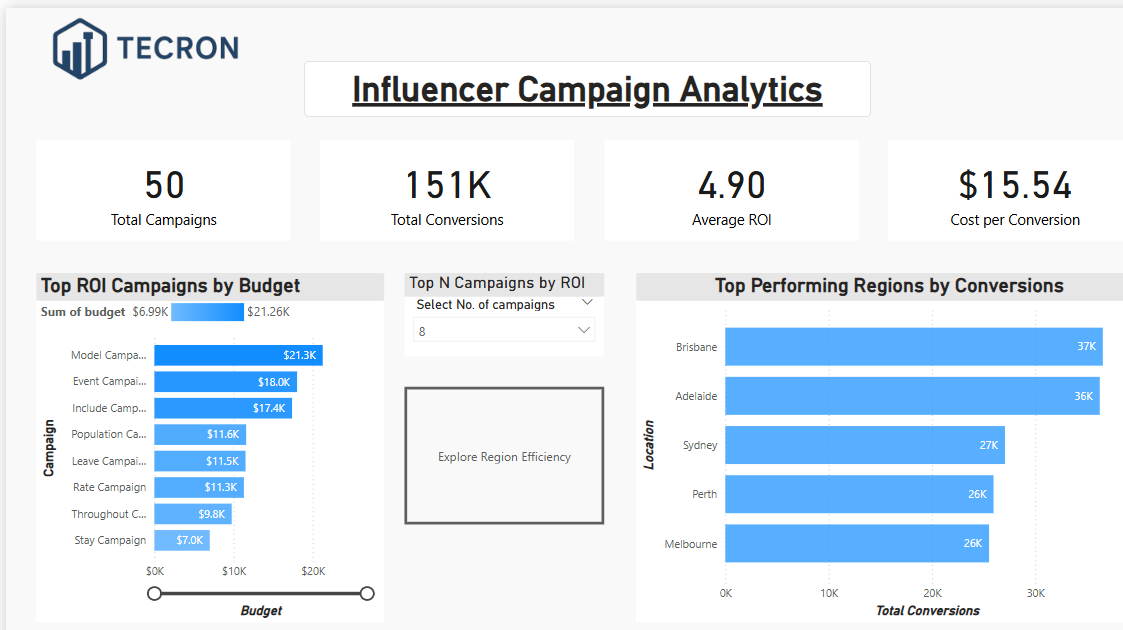 TECRON
Influencer Campaign Analytics
50
Total Campaigns
151K
Total Conversions
4.90
Average ROI
$15.54
Cost per Conversion
Top ROI Campaigns by Budget
Sum of budget $6.99K $21.26K
Campaign
Model Campa... $21.3K
Event Campai... $18.0K
Include Camp... $17.4K
Population Ca... $11.6K
Leave Campai... $11.5K
Rate Campaign $11.3K
Throughout C... $9.8K
Stay Campaign $7.0K
$0K $10K $20K
Budget
Top N Campaigns by ROI
Select No. of campaigns
8
Explore Region Efficiency
Top Performing Regions by Conversions
Location
Brisbane 37K
Adelaide 36K
Sydney 27K
Perth 26K
Melbourne 26K
0K 10K 20K 30K
Total Conversions